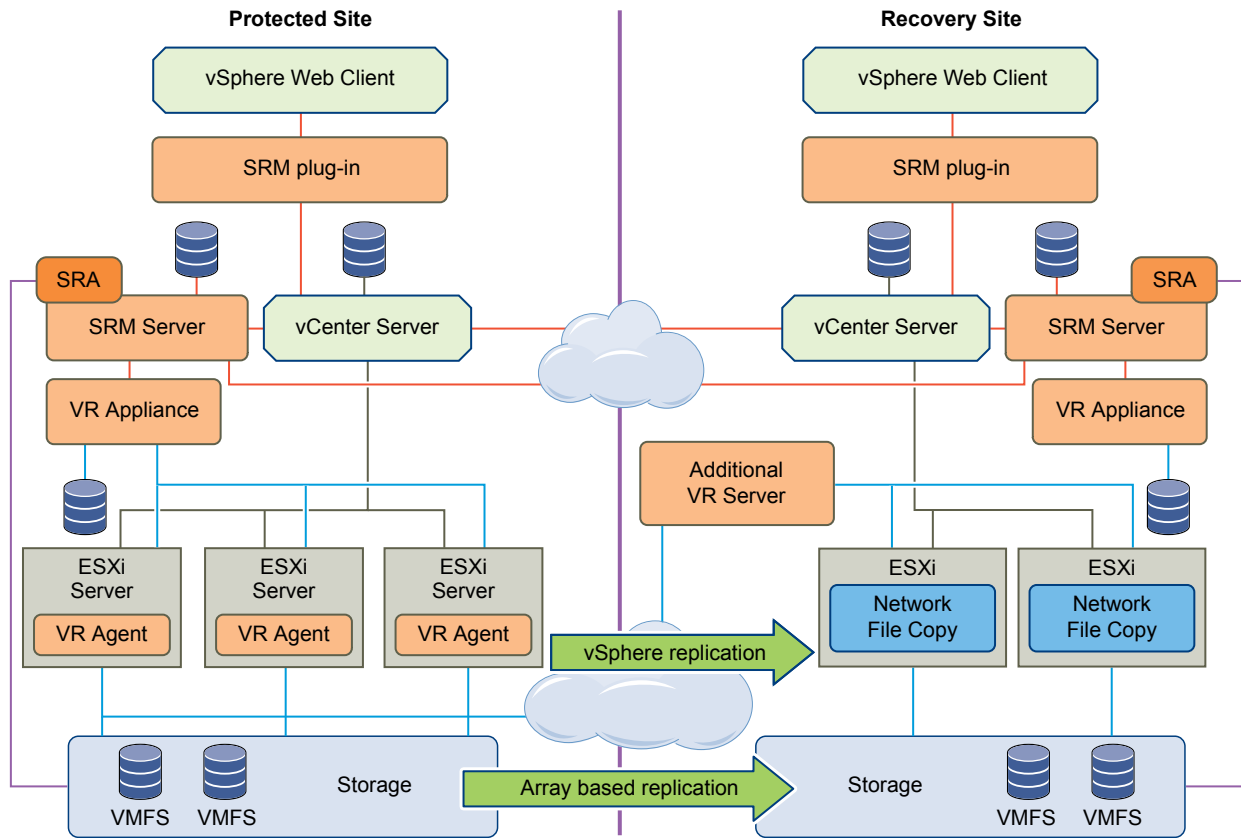 Protected Site
Recovery Site
vSphere Web Client
vSphere Web Client
SRM plug-in
SRM plug-in
SRA
SRA
SRM Server
vCenter Server
vCenter Server
SRM Server
VR Appliance
VR Appliance
Additional
VR Server
ESXi
Server
VR Agent
ESXi
Server
VR Agent
ESXi
Server
VR Agent
ESXi
Network
File Copy
ESXi
Network
File Copy
vSphere replication
Storage
VMFS
VMFS
Array based replication
Storage
VMFS
VMFS